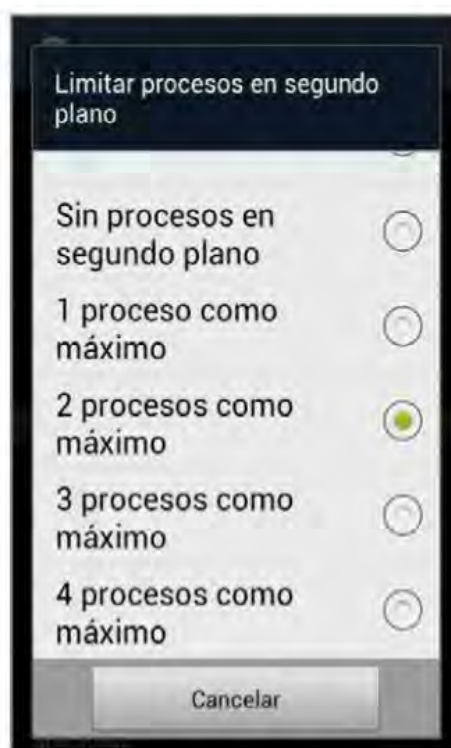 Limitar procesos en segundo
plano
Sin procesos en
segundo plano
1 proceso como
máximo
2 procesos como
máximo
3 procesos como
máximo
4 procesos como
máximo
Cancelar